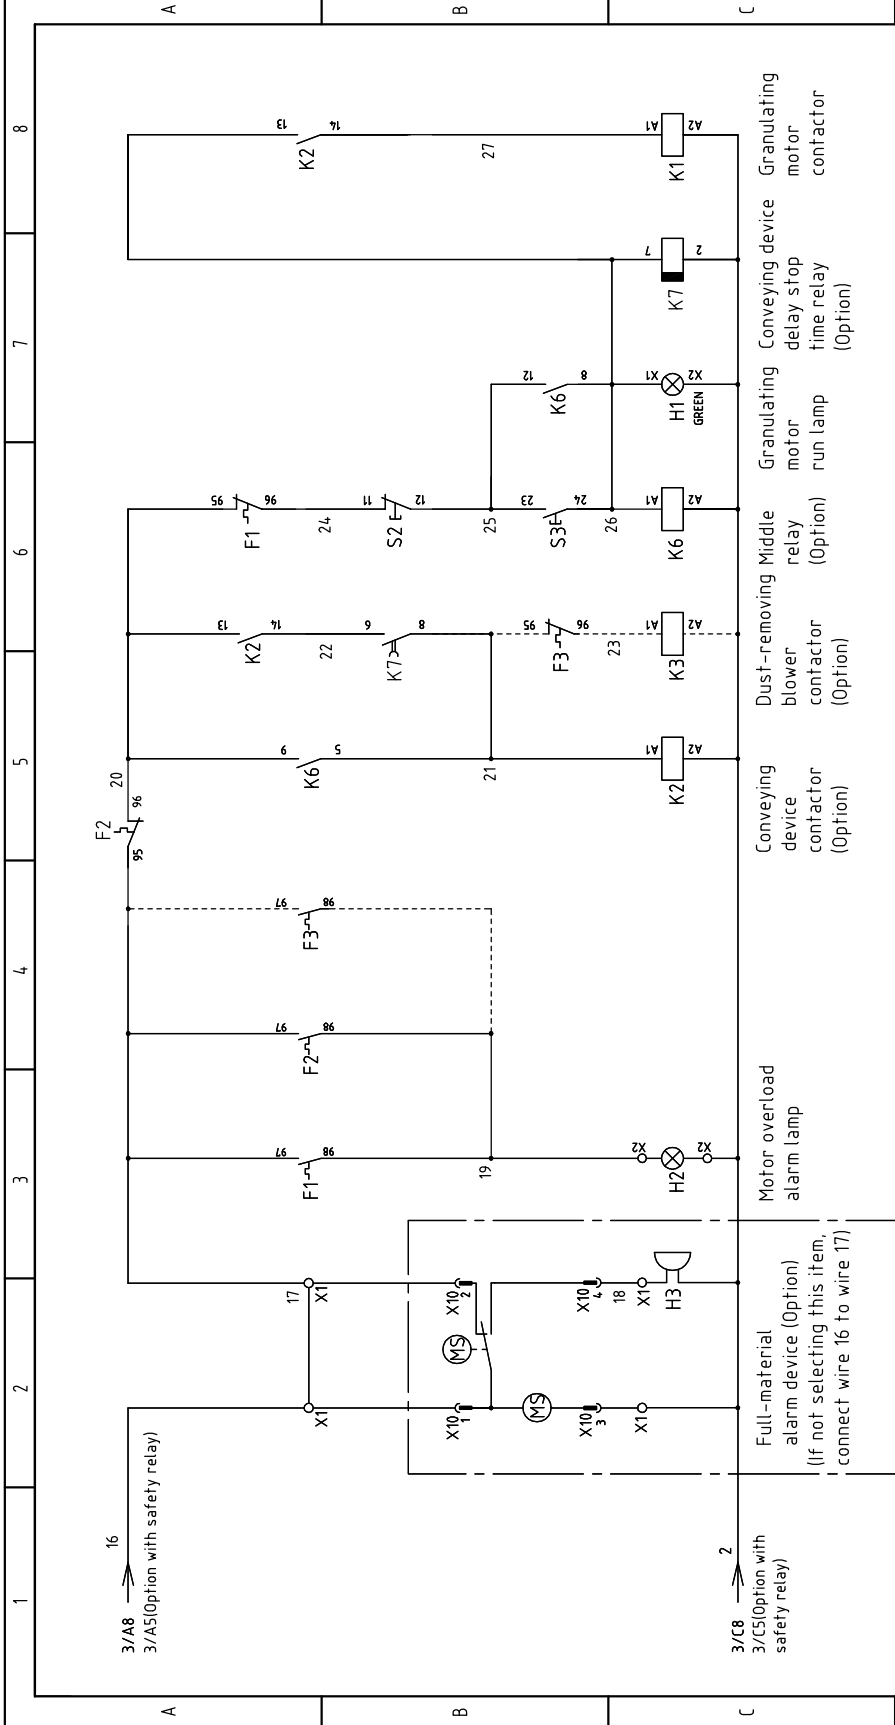 1
2
3
4
5
6
7
8
A
B
C
A
B
C
3/A8
3/A5(Option with safety relay)
16
3/C8
3/C5(Option with
safety relay)
2
X1
X10
1
MS
X10
3
X1
17
X1
X10
2
MS
X10
4
18
X1
H3
Full-material
alarm device (Option)
(If not selecting this item,
connect wire 16 to wire 17)
F1
97
98
19
X2
H2
X2
Motor overload
alarm lamp
F2
97
98
F3
97
98
F2
95
96
20
K6
9
5
21
K2
A1
A2
Conveying
device
contactor
(Option)
K2
13
14
22
K7
6
8
F3
95
96
23
K3
A1
A2
Dust-removing
blower
contactor
(Option)
F1
95
96
24
S2
11
12
25
S3
23
24
26
K6
A1
A2
Middle
relay
(Option)
K6
12
8
H1
GREEN
X1
X2
Granulating
motor
run lamp
K7
7
2
Conveying device
delay stop
time relay
(Option)
K2
13
14
27
K1
A1
A2
Granulating
motor
contactor